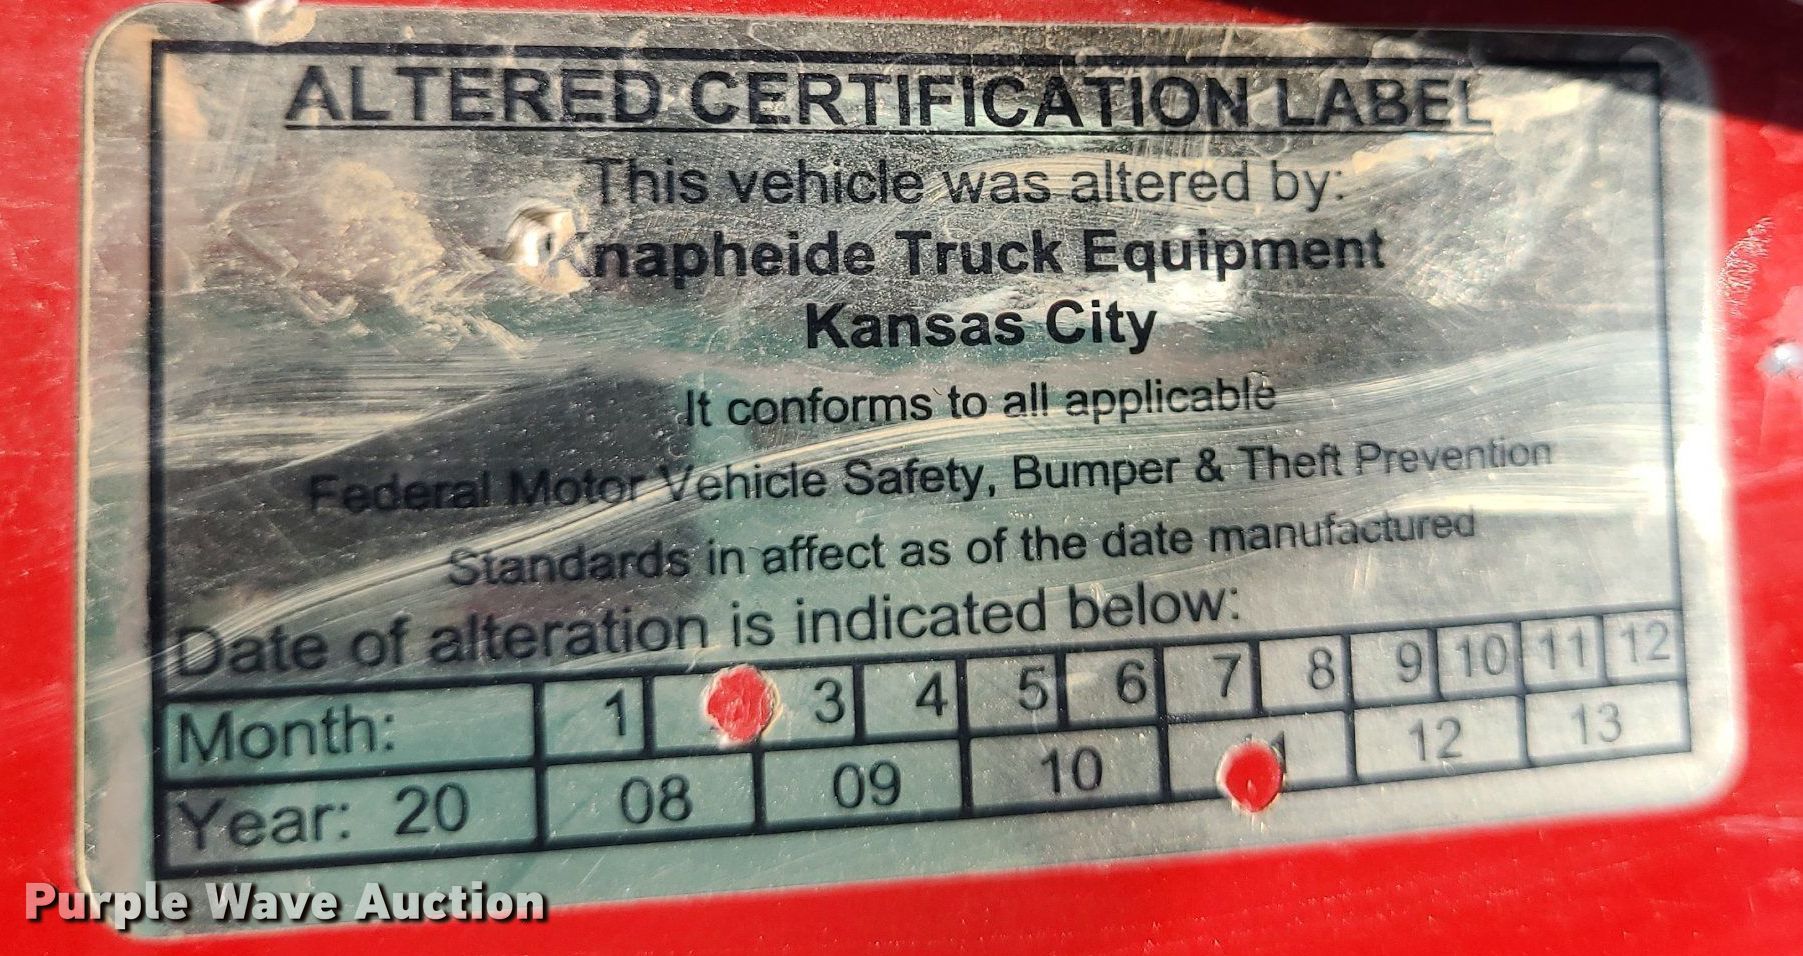 ALTERED CERTIFICATION LABEL
This vehicle was altered by:
Knapheide Truck Equipment
Kansas City
It conforms to all applicable
Federal Motor Vehicle Safety, Bumper & Theft Prevention
Standards in affect as of the date manufactured
Date of alteration is indicated below:
Month: 1 3 4 5 6 7 8 9 10 11 12
Year: 20 08 09 10 11 12 13
Purple Wave Auction